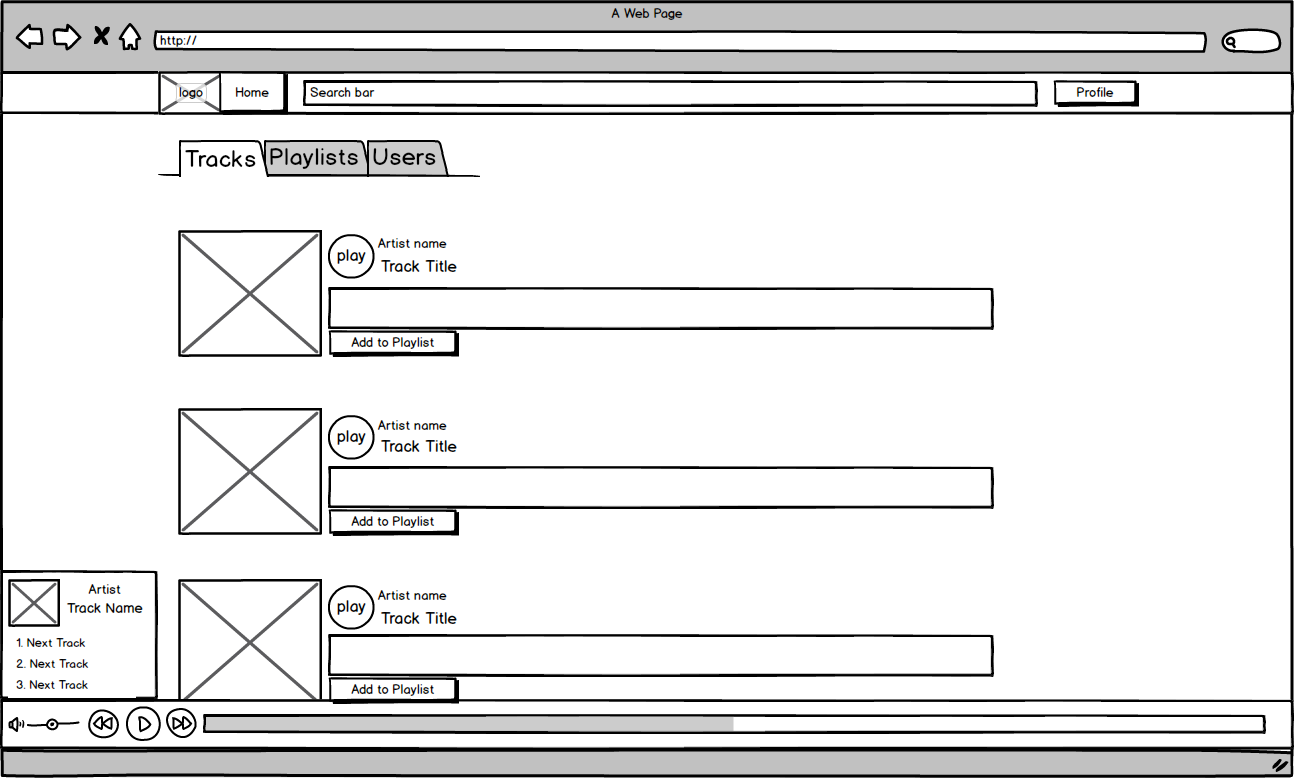 A Web Page
http://
logo
Home
Search bar
Profile
Tracks
Playlists
Users
play
Artist name
Track Title
Add to Playlist
play
Artist name
Track Title
Add to Playlist
Artist
Track Name
1. Next Track
2. Next Track
3. Next Track
play
Artist name
Track Title
Add to Playlist